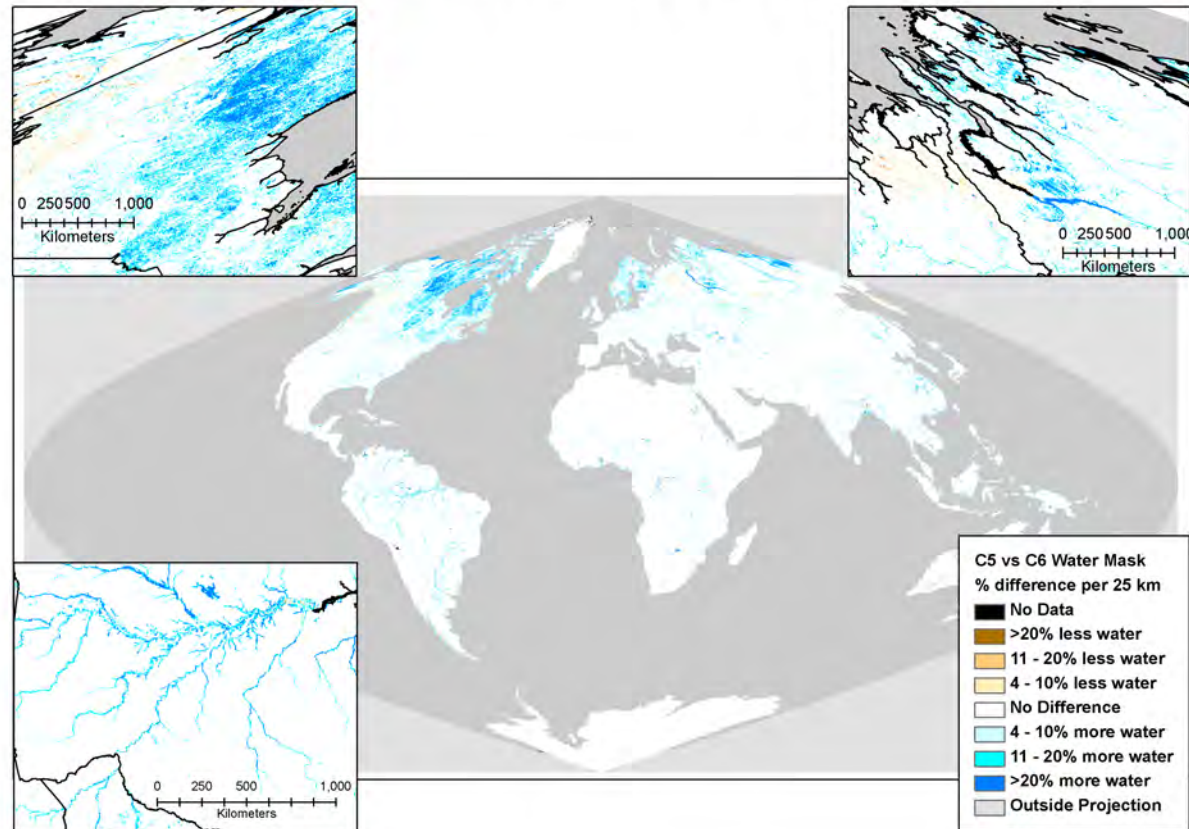 0 250 500 1,000
Kilometers
0 250 500 1,000
Kilometers
0 250 500 1,000
Kilometers
C5 vs C6 Water Mask
% difference per 25 km
No Data
>20% less water
11 - 20% less water
4 - 10% less water
No Difference
4 - 10% more water
11 - 20% more water
>20% more water
Outside Projection